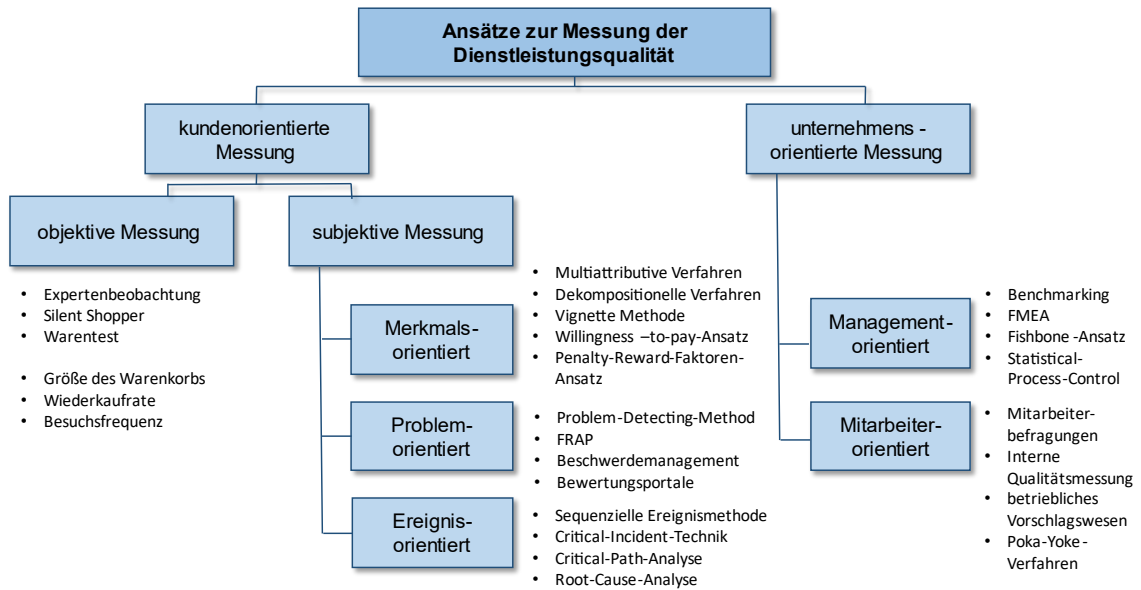 Ansätze zur Messung der
Dienstleistungsqualität
kundenorientierte
Messung
unternehmens -
orientierte Messung
objektive Messung
subjektive Messung
• Expertenbeobachtung
• Silent Shopper
• Warentest
• Größe des Warenkorbs
• Wiederkaufrate
• Besuchsfrequenz
Merkmals-
orientiert
• Multiattributive Verfahren
• Dekompositionelle Verfahren
• Vignette Methode
• Willingness –to-pay-Ansatz
• Penalty-Reward-Faktoren-
Ansatz
Problem-
orientiert
• Problem-Detecting-Method
• FRAP
• Beschwerdemanagement
• Bewertungsportale
Ereignis-
orientiert
• Sequenzielle Ereignismethode
• Critical-Incident-Technik
• Critical-Path-Analyse
• Root-Cause-Analyse
Management-
orientiert
• Benchmarking
• FMEA
• Fishbone -Ansatz
• Statistical-
Process-Control
Mitarbeiter-
orientiert
• Mitarbeiter-
befragungen
• Interne
Qualitätsmessung
• betriebliches
Vorschlagswesen
• Poka-Yoke-
Verfahren